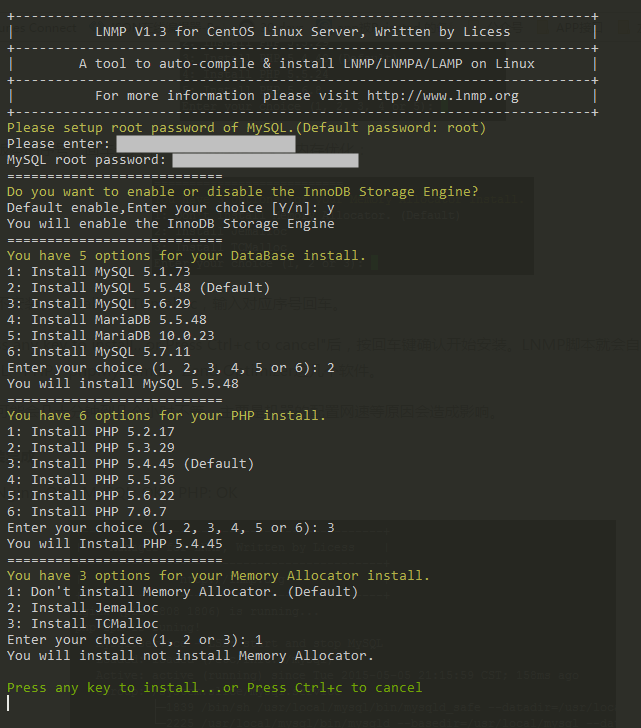 +------------------------------------------------------------------------+
| LNMP V1.3 for CentOS Linux Server, Written by Licess |
+------------------------------------------------------------------------+
| A tool to auto-compile & install LNMP/LNMPA/LAMP on Linux |
+------------------------------------------------------------------------+
| For more information please visit http://www.lnmp.org |
+------------------------------------------------------------------------+
Please setup root password of MySQL.(Default password: root)
Please enter:
MySQL root password:
===========================
Do you want to enable or disable the InnoDB Storage Engine?
Default enable,Enter your choice [Y/n]: y
You will enable the InnoDB Storage Engine
===========================
You have 5 options for your DataBase install.
1: Install MySQL 5.1.73
2: Install MySQL 5.5.48 (Default)
3: Install MySQL 5.6.29
4: Install MariaDB 5.5.48
5: Install MariaDB 10.0.23
6: Install MySQL 5.7.11
Enter your choice (1, 2, 3, 4, 5 or 6): 2
You will install MySQL 5.5.48
===========================
You have 6 options for your PHP install.
1: Install PHP 5.2.17
2: Install PHP 5.3.29
3: Install PHP 5.4.45 (Default)
4: Install PHP 5.5.36
5: Install PHP 5.6.22
6: Install PHP 7.0.7
Enter your choice (1, 2, 3, 4, 5 or 6): 3
You will Install PHP 5.4.45
===========================
You have 3 options for your Memory Allocator install.
1: Don't install Memory Allocator. (Default)
2: Install Jemalloc
3: Install TCMalloc
Enter your choice (1, 2 or 3): 1
You will install not install Memory Allocator.
Press any key to install...or Press Ctrl+c to cancel